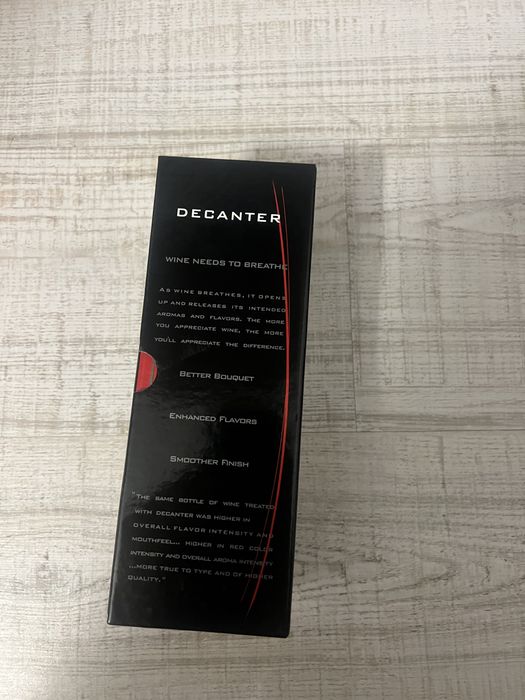 DECANTER
WINE NEEDS TO BREATHE
AS WINE BREATHES, IT OPENS
UP AND RELEASES ITS INTENDED
AROMAS AND FLAVORS. THE MORE
YOU APPRECIATE WINE, THE MORE
YOU'LL APPRECIATE THE DIFFERENCE.
BETTER BOUQUET
ENHANCED FLAVORS
SMOOTHER FINISH
"THE SAME BOTTLE OF WINE TREATED
WITH DECANTER WAS HIGHER IN
OVERALL FLAVOR INTENSITY AND
MOUTHFEEL... HIGHER IN RED COLOR
INTENSITY AND OVERALL AROMA INTENSITY
...MORE TRUE TO TYPE AND OF HIGHER
QUALITY."